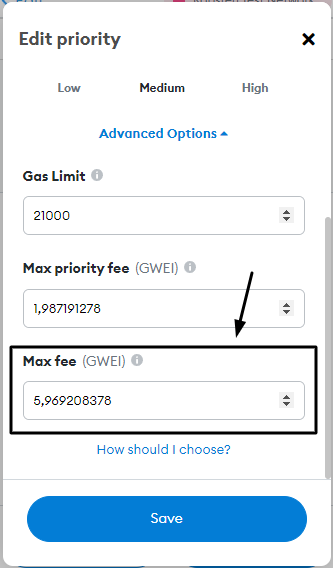 Edit priority
Low Medium High
Advanced Options
Gas Limit
21000
Max priority fee (GWEI)
1,987191278
Max fee (GWEI)
5,969208378
How should I choose?
Save